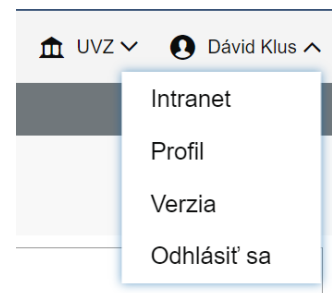 UVZ Dávid Klus
Intranet
Profil
Verzia
Odhlásiť sa